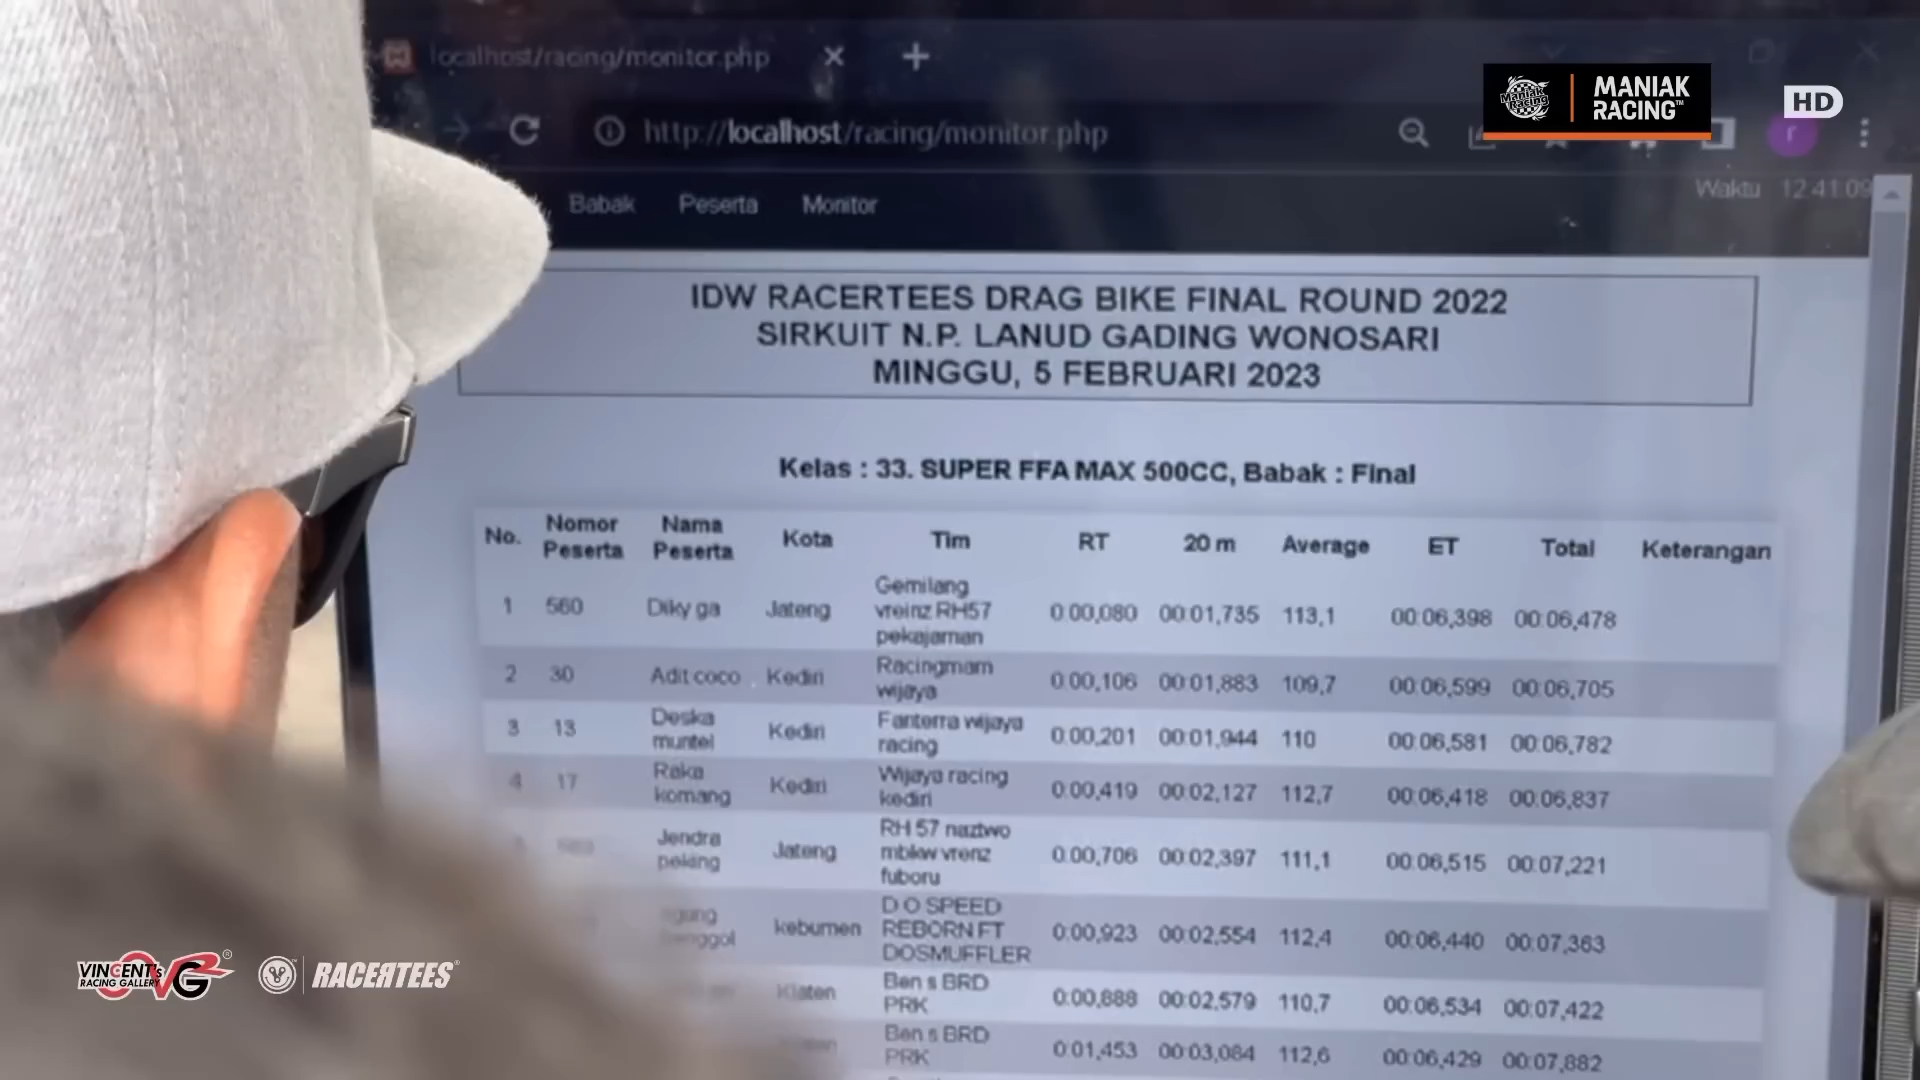 localhost/racing/monitor.php
http://localhost/racing/monitor.php
MANIAK RACING™
HD
Babak Peserta Monitor
Waktu 12:41:09
IDW RACERTEES DRAG BIKE FINAL ROUND 2022
SIRKUIT N.P. LANUD GADING WONOSARI
MINGGU, 5 FEBRUARI 2023
Kelas : 33. SUPER FFA MAX 500CC, Babak : Final
No. Nomor Peserta Nama Peserta Kota Tim RT 20 m Average ET Total Keterangan
1 560 Diky ga Jateng Gemilang vreinz RH57 pekajaman 0:00,080 00:01,735 113,1 00:06,398 00:06,478
2 30 Adit coco Kediri Racingmam wijaya 0:00,106 00:01,883 109,7 00:06,599 00:06,705
3 13 Deska muntel Kediri Fanterra wijaya racing 0:00,201 00:01,944 110 00:06,581 00:06,782
4 17 Raka komang Kediri Wijaya racing kediri 0:00,419 00:02,127 112,7 00:06,418 00:06,837
Jendra peking Jateng RH 57 naztwo mbkw vrenz fuboru 0:00,706 00:02,397 111,1 00:06,515 00:07,221
kebumen D O SPEED REBORN FT DOSMUFFLER 0:00,923 00:02,554 112,4 00:06,440 00:07,363
Klaten Ben s BRD PRK 0:00,888 00:02,579 110,7 00:06,534 00:07,422
Ben s BRD PRK 0:01,453 00:03,084 112,6 00:06,429 00:07,882
VINCENT's RACING GALLERY VRG®
RACERTEES®